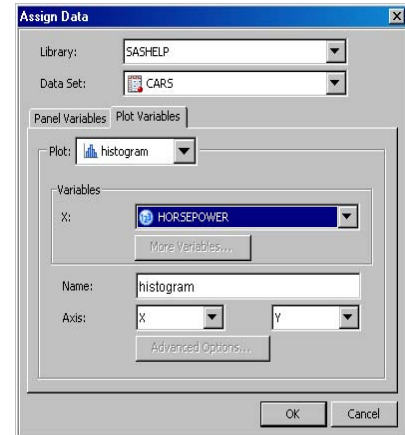 Assign Data
Library: SASHELP
Data Set: CARS
Panel Variables Plot Variables
Plot: histogram
Variables
X: HORSEPOWER
More Variables...
Name: histogram
Axis: X Y
Advanced Options...
OK Cancel